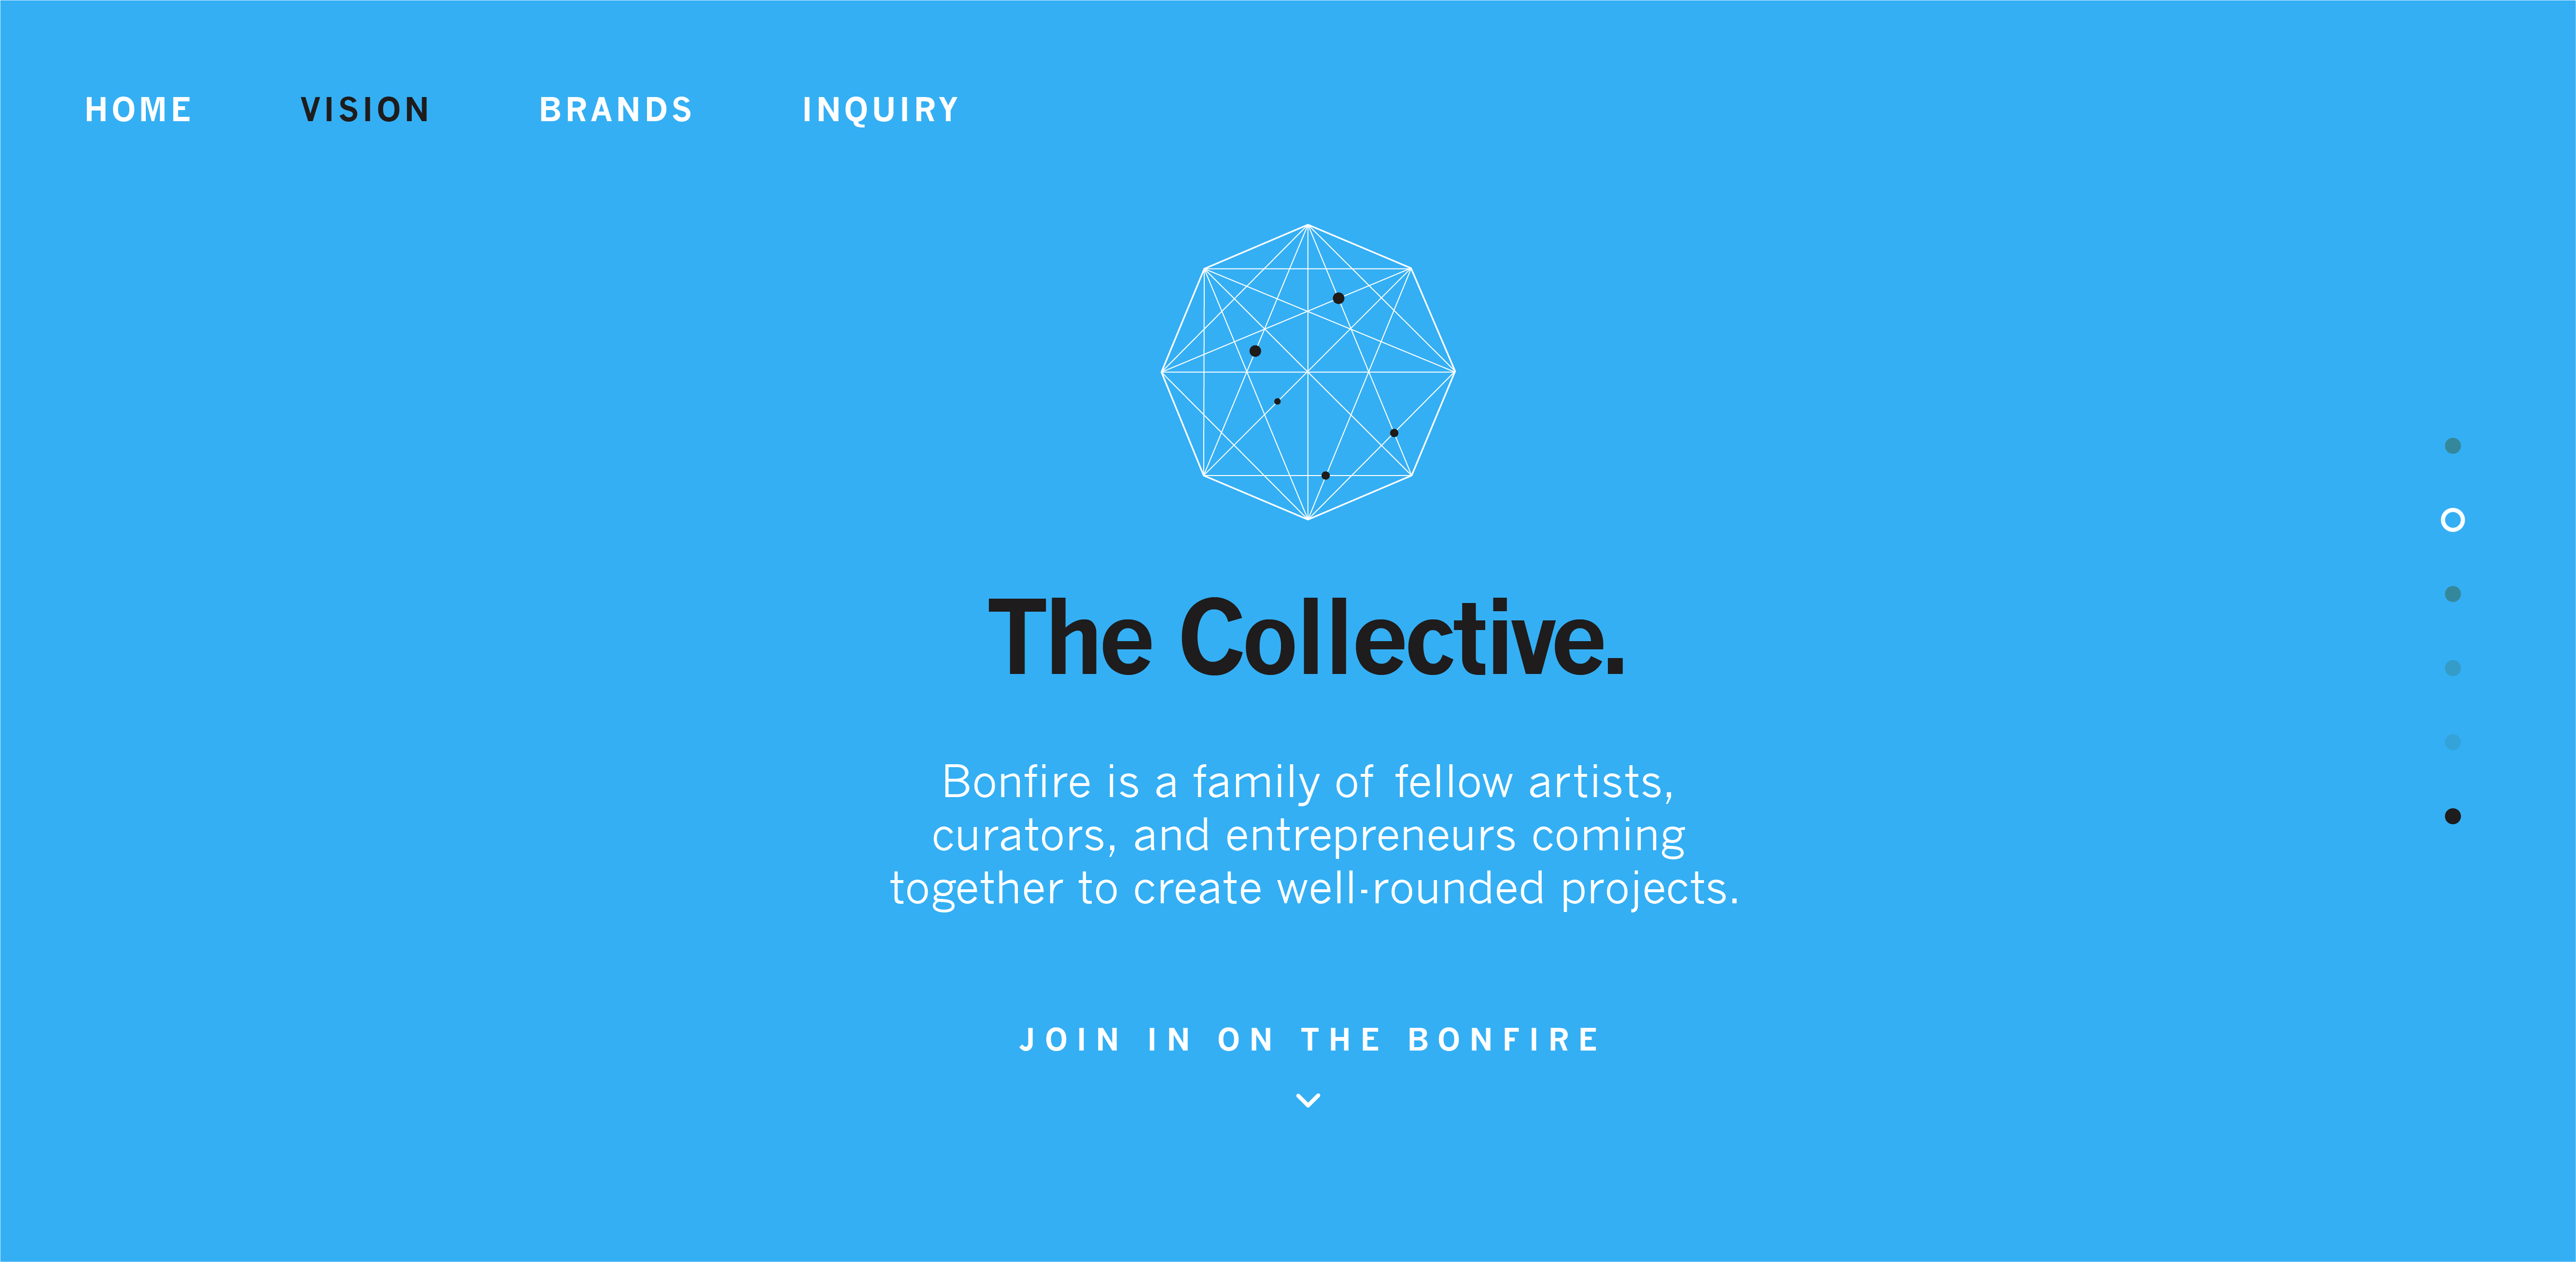 HOME VISION BRANDS INQUIRY
The Collective.
Bonfire is a family of fellow artists,
curators, and entrepreneurs coming
together to create well-rounded projects.
JOIN IN ON THE BONFIRE